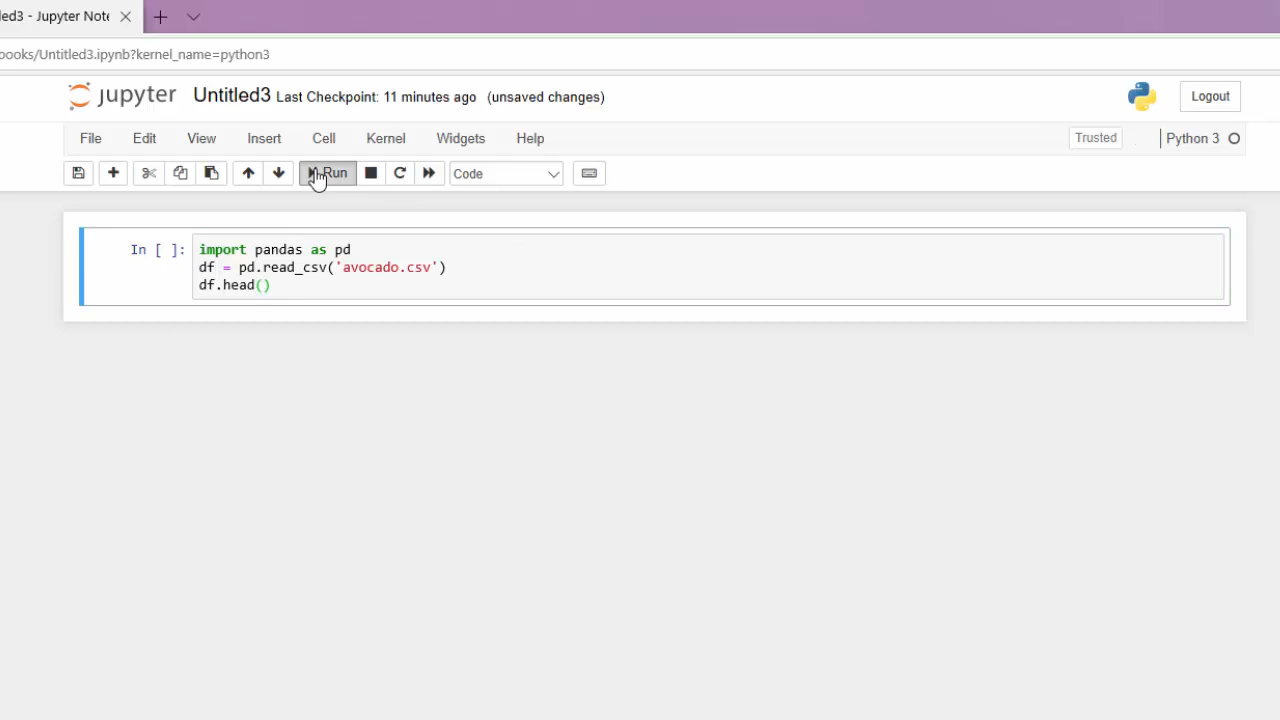 led3 - Jupyter Note
books/Untitled3.ipynb?kernel_name=python3
jupyter Untitled3 Last Checkpoint: 11 minutes ago (unsaved changes) Logout
File Edit View Insert Cell Kernel Widgets Help Trusted Python 3
Run Code
In [ ]: import pandas as pd
df = pd.read_csv('avocado.csv')
df.head()